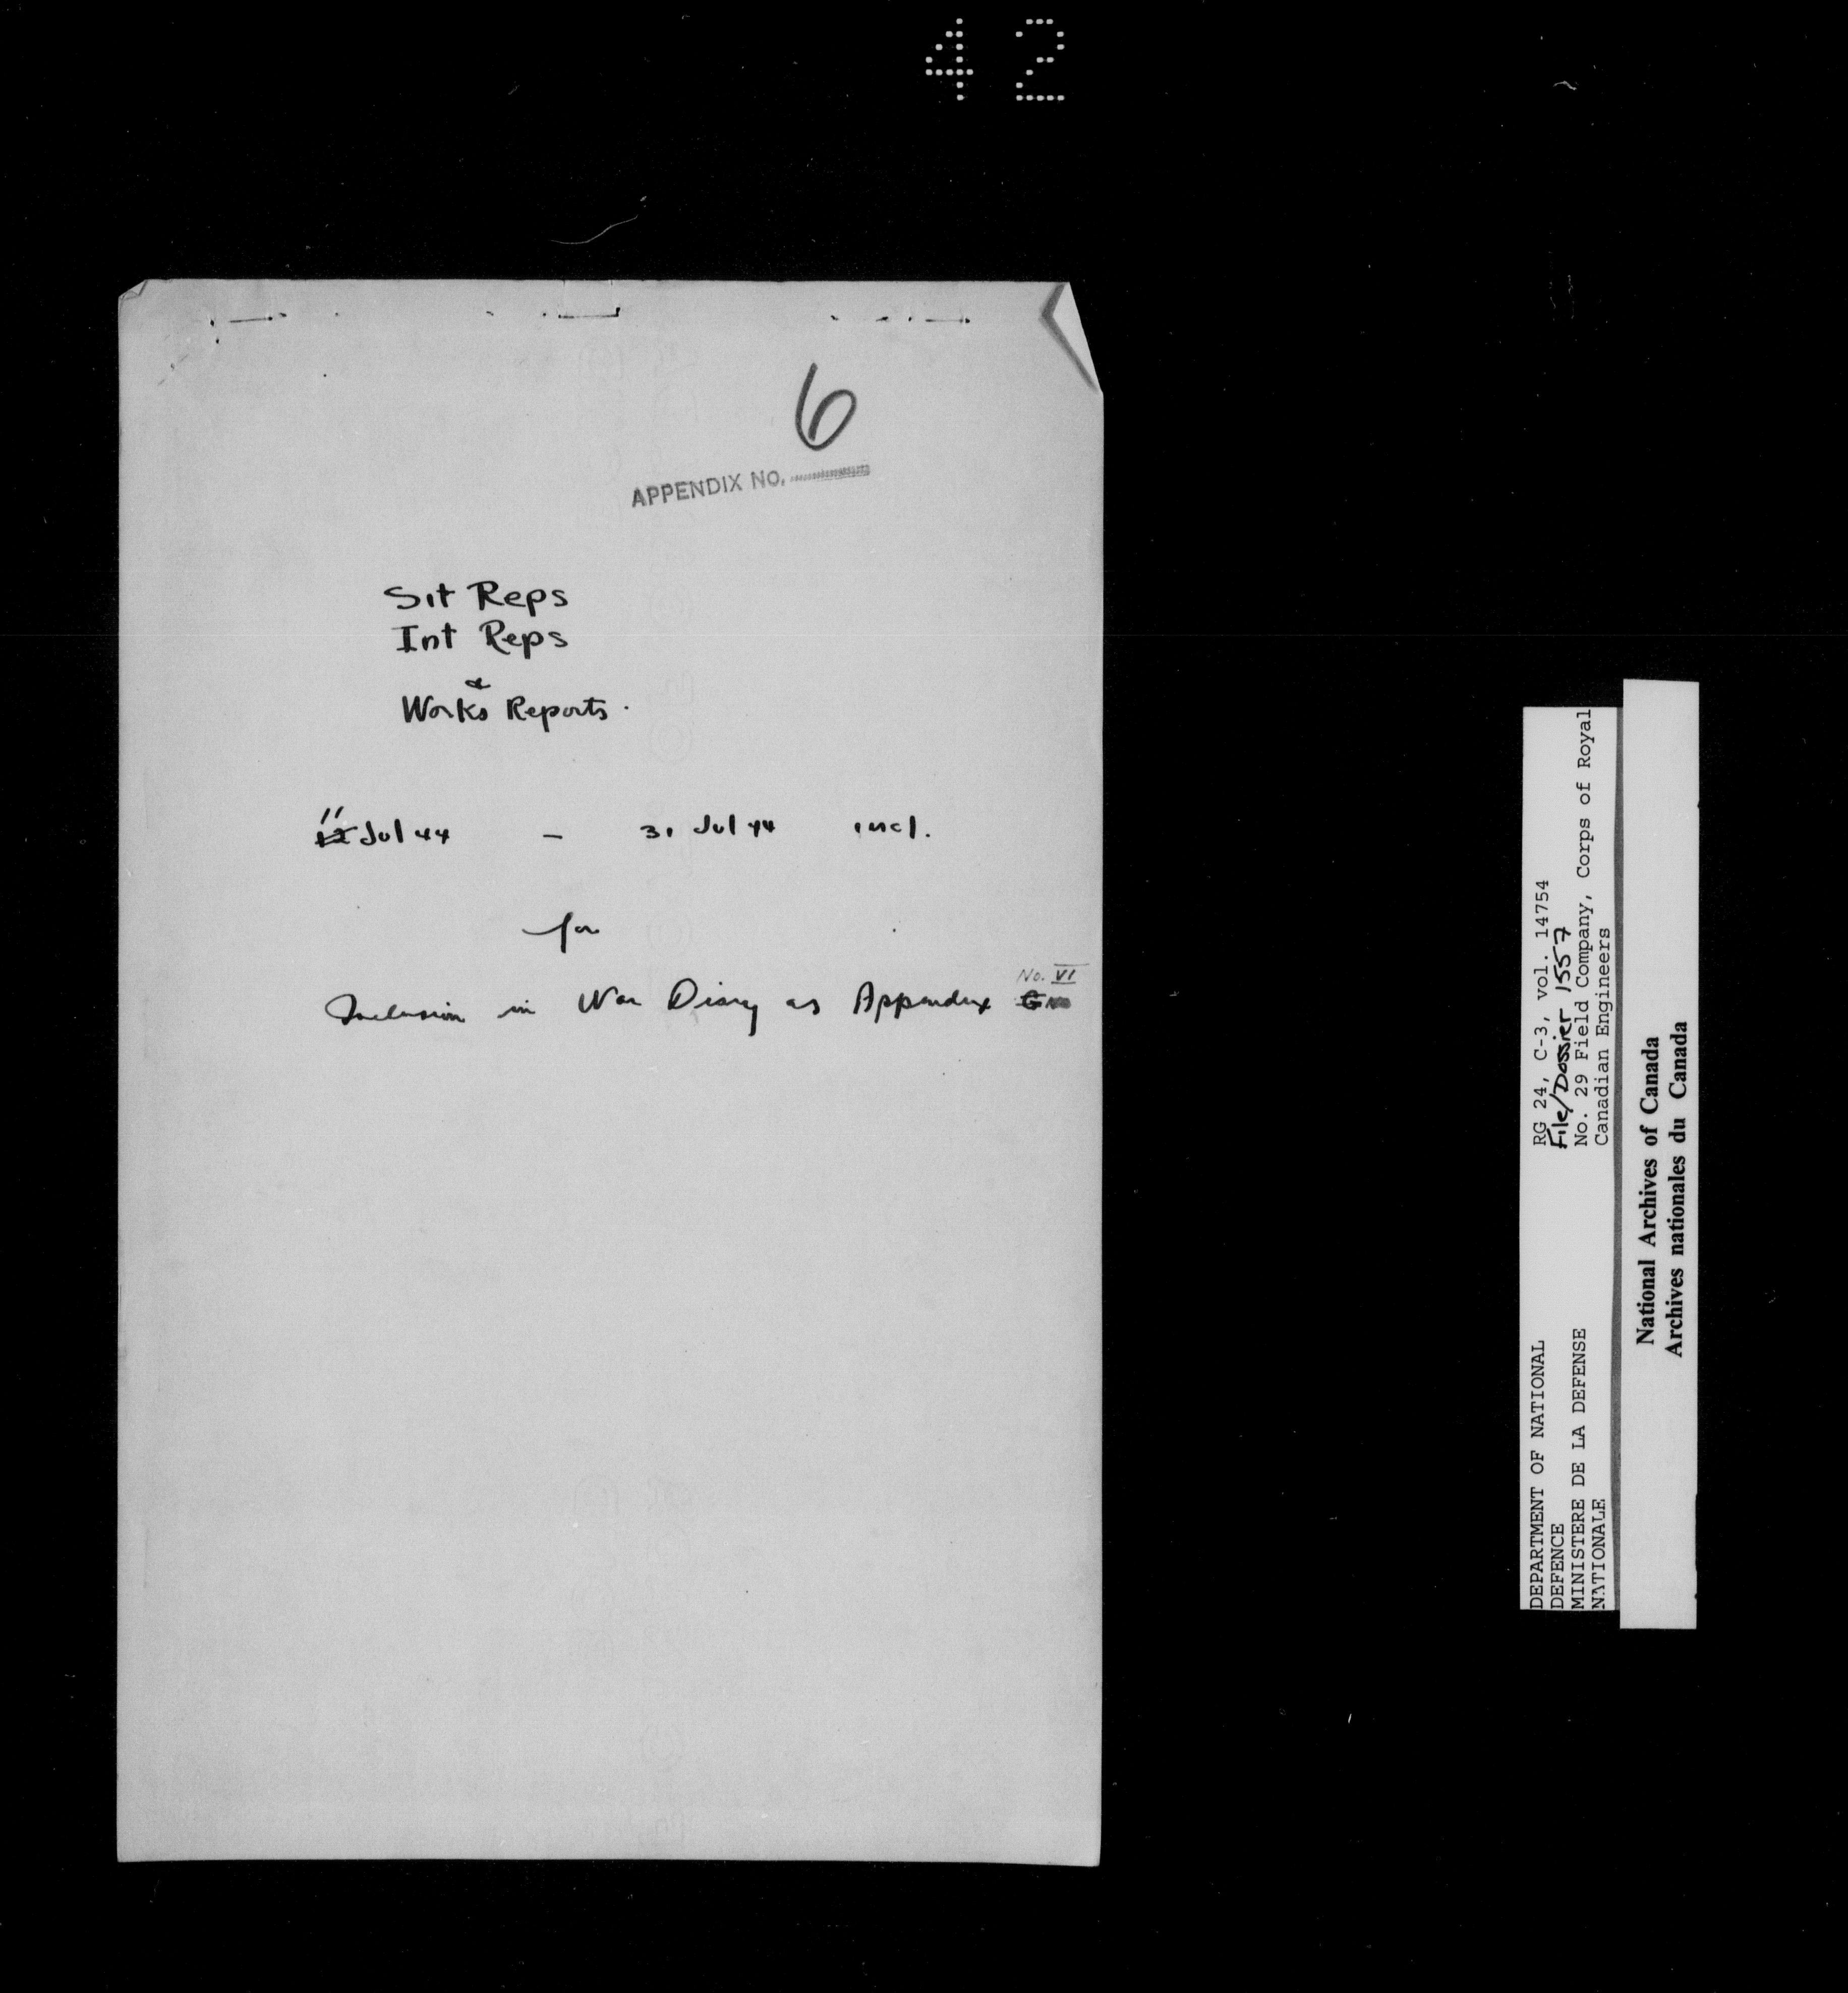 42
6
APPENDIX NO.
Sit Reps
Int Reps
&
Works Reports.
11
12 Jul 44 — 31 Jul 44 incl.
for
No. VI
Inclusion in War Diary as Appendix G
RG 24, C-3, vol. 14754
File/Dossier 1557
No. 29 Field Company, Corps of Royal
Canadian Engineers
DEPARTMENT OF NATIONAL
DEFENCE
MINISTERE DE LA DEFENSE
NATIONALE
National Archives of Canada
Archives nationales du Canada